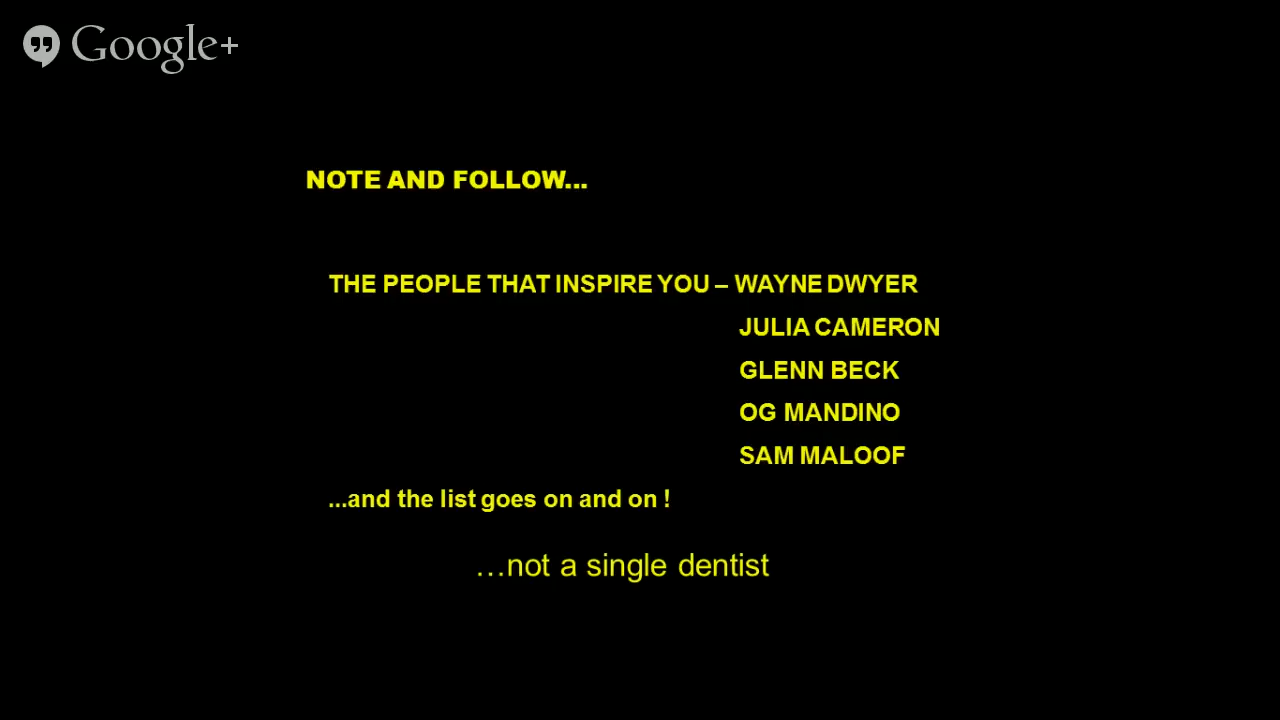 Google+
NOTE AND FOLLOW...
THE PEOPLE THAT INSPIRE YOU – WAYNE DWYER
JULIA CAMERON
GLENN BECK
OG MANDINO
SAM MALOOF
...and the list goes on and on !
...not a single dentist